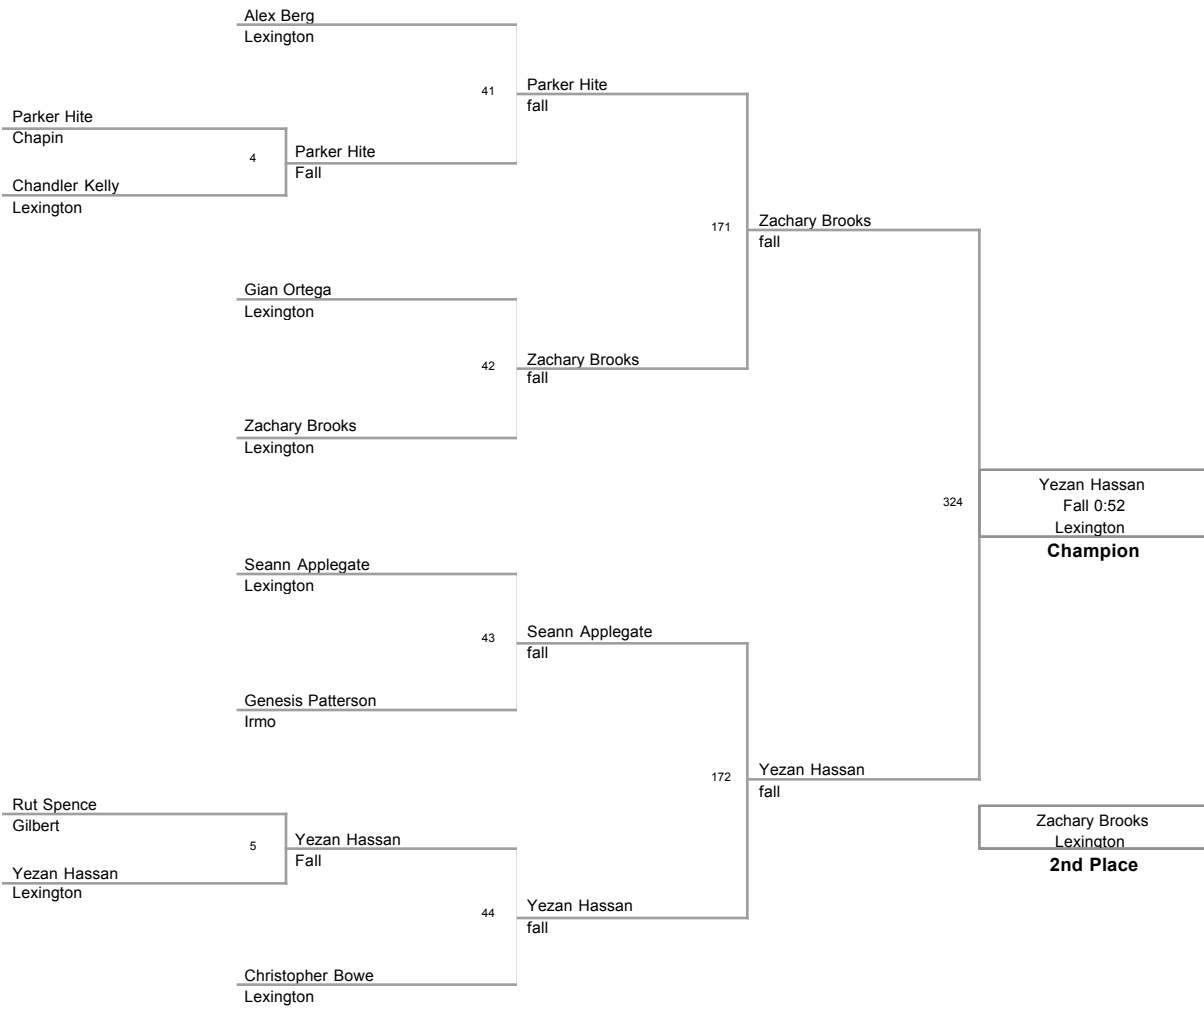 Alex Berg
Lexington
41
Parker Hite
fall
Parker Hite
Chapin
4
Parker Hite
Fall
Chandler Kelly
Lexington
171
Zachary Brooks
fall
Gian Ortega
Lexington
42
Zachary Brooks
fall
Zachary Brooks
Lexington
324
Yezan Hassan
Fall 0:52
Lexington
Champion
Seann Applegate
Lexington
43
Seann Applegate
fall
Genesis Patterson
Irmo
172
Yezan Hassan
fall
Rut Spence
Gilbert
5
Yezan Hassan
Fall
Yezan Hassan
Lexington
44
Yezan Hassan
fall
Christopher Bowe
Lexington
Zachary Brooks
Lexington
2nd Place